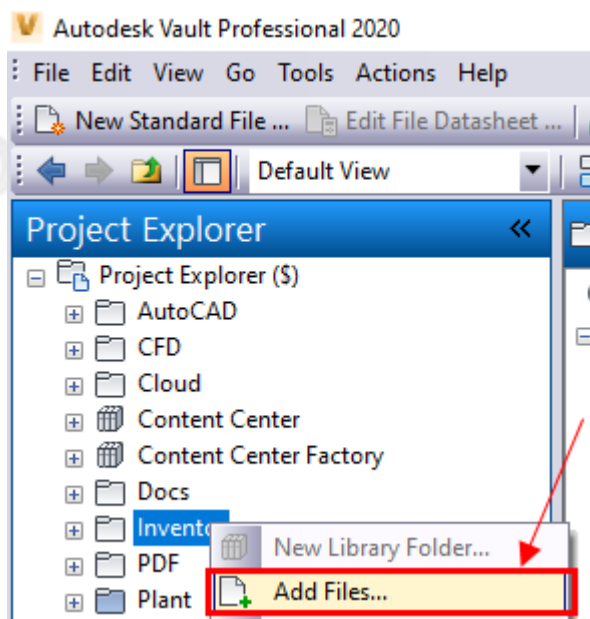 Autodesk Vault Professional 2020
File Edit View Go Tools Actions Help
New Standard File ... Edit File Datasheet ...
Default View
Project Explorer «
Project Explorer ($)
AutoCAD
CFD
Cloud
Content Center
Content Center Factory
Docs
Invento
New Library Folder...
PDF
Add Files...
Plant